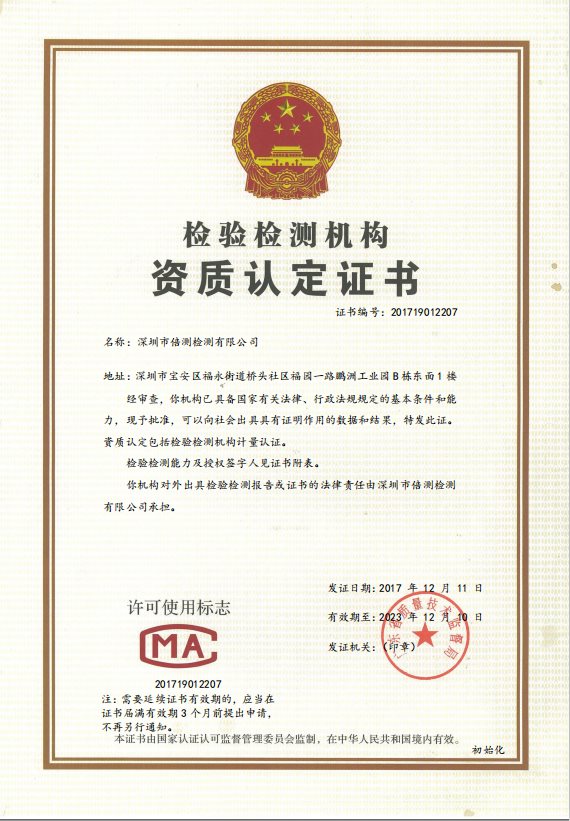 检验检测机构
资质认定证书
证书编号：201719012207
名称：深圳市倍测检测有限公司
地址：深圳市宝安区福永街道桥头社区福园一路鹏洲工业园B栋东面1楼
经审查，你机构已具备国家有关法律、行政法规规定的基本条件和能
力，现予批准，可以向社会出具具有证明作用的数据和结果，特发此证。
资质认定包括检验检测机构计量认证。
检验检测能力及授权签字人见证书附表。
你机构对外出具检验检测报告或证书的法律责任由深圳市倍测检测
有限公司承担。
许可使用标志
MA
201719012207
发证日期：2017 年 12 月 11 日
有效期至：2023 年 12 月 10 日
发证机关：（印章）
广东省质量技术监督局
注：需要延续证书有效期的，应当在
证书届满有效期3个月前提出申请，
不再另行通知。
本证书由国家认证认可监督管理委员会监制，在中华人民共和国境内有效。
初始化